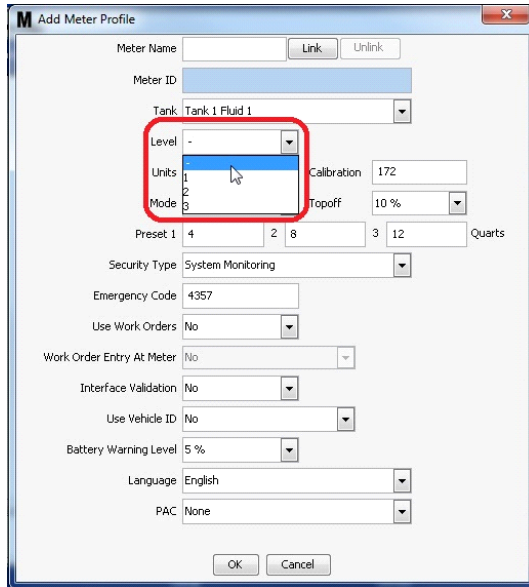 M Add Meter Profile X
Meter Name Link Unlink
Meter ID
Tank Tank 1 Fluid 1
Level -
-
Units 1 Calibration 172
2
Mode 3 Topoff 10 %
Preset 1 4 2 8 3 12 Quarts
Security Type System Monitoring
Emergency Code 4357
Use Work Orders No
Work Order Entry At Meter No
Interface Validation No
Use Vehicle ID No
Battery Warning Level 5 %
Language English
PAC None
OK Cancel